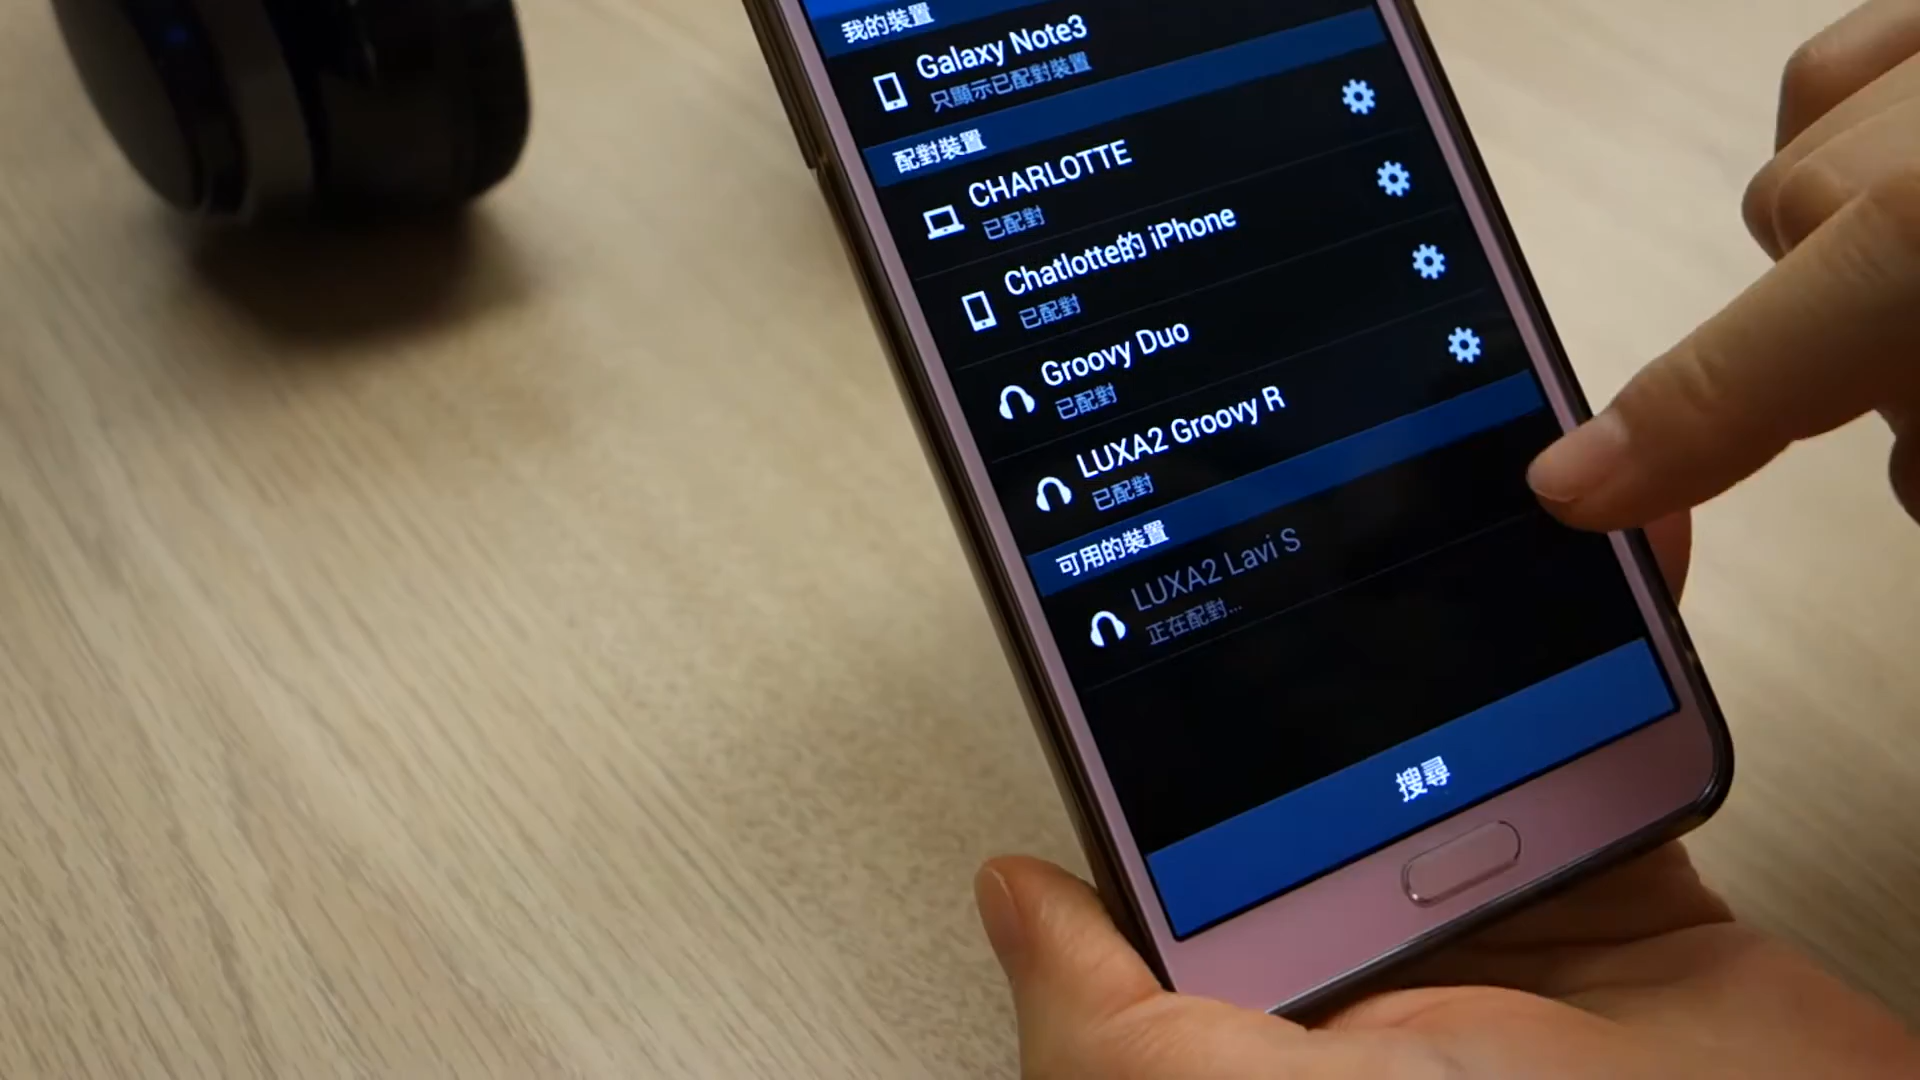 我的裝置
Galaxy Note3
只顯示已配對裝置
配對裝置
CHARLOTTE
已配對
Chatlotte的 iPhone
已配對
Groovy Duo
已配對
LUXA2 Groovy R
已配對
可用的裝置
LUXA2 Lavi S
正在配對...
搜尋